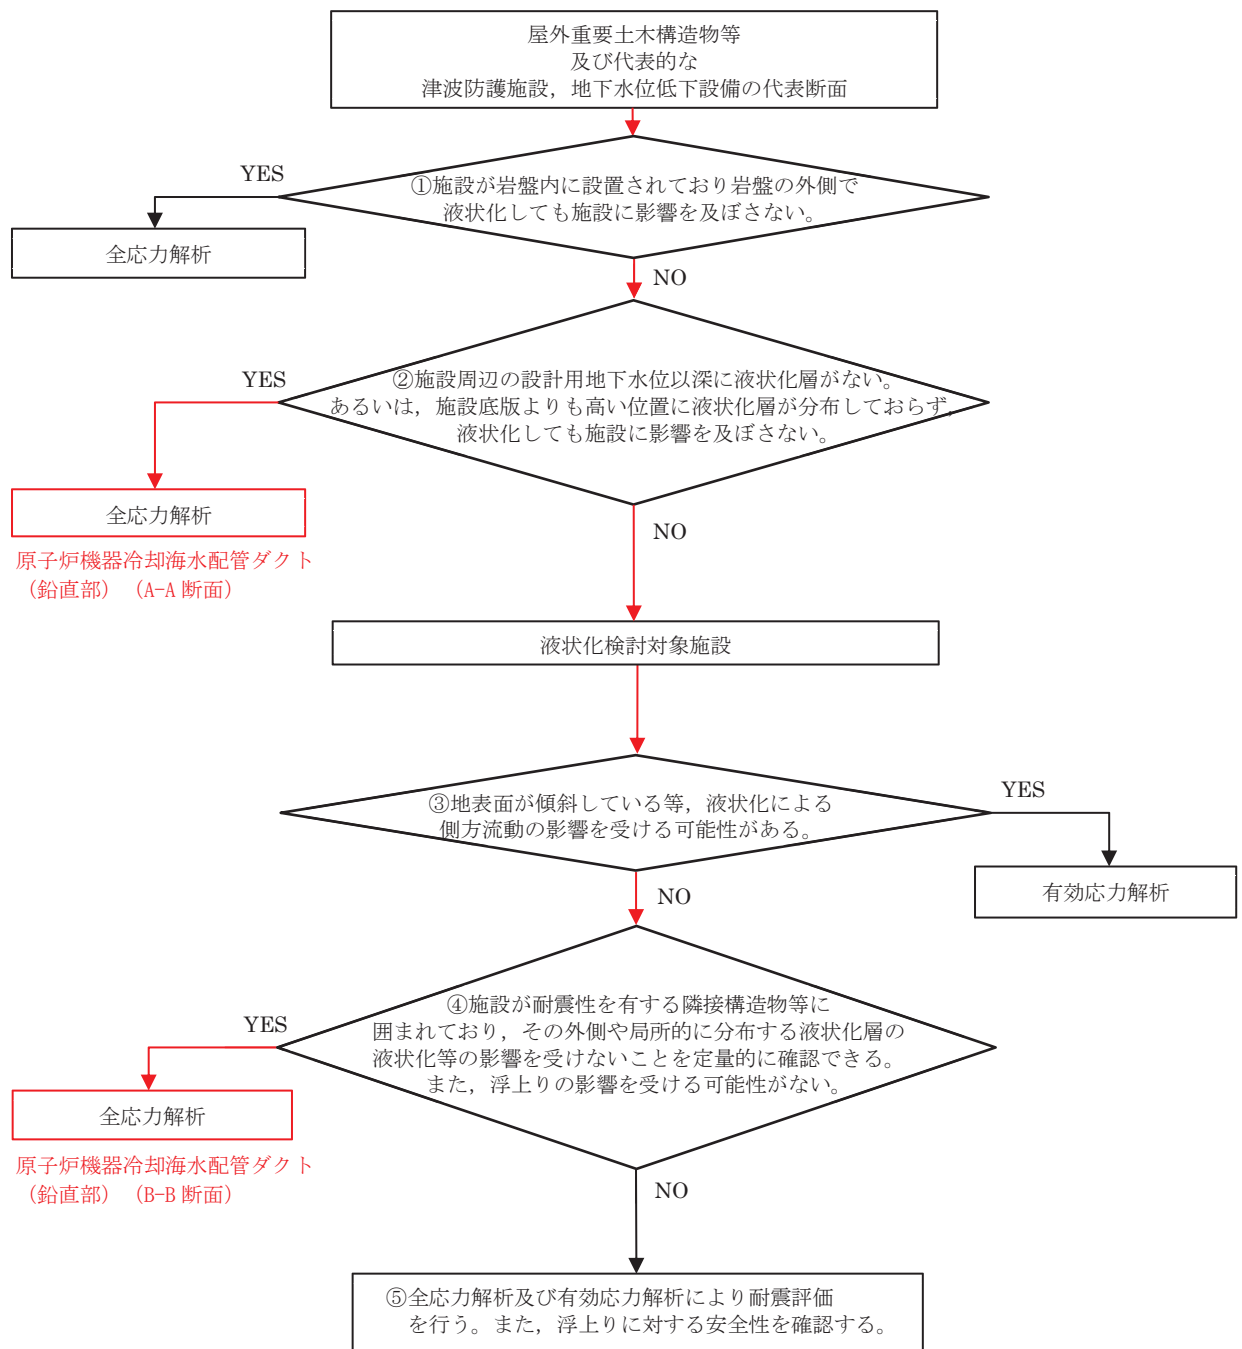 屋外重要土木構造物等
及び代表的な
津波防護施設，地下水位低下設備の代表断面
YES
①施設が岩盤内に設置されており岩盤の外側で
液状化しても施設に影響を及ぼさない。
全応力解析
NO
YES
②施設周辺の設計用地下水位以深に液状化層がない。
あるいは，施設底版よりも高い位置に液状化層が分布しておらず，
液状化しても施設に影響を及ぼさない。
全応力解析
NO
原子炉機器冷却海水配管ダクト
（鉛直部）（A-A 断面）
液状化検討対象施設
③地表面が傾斜している等，液状化による
側方流動の影響を受ける可能性がある。
YES
有効応力解析
NO
YES
④施設が耐震性を有する隣接構造物等に
囲まれており，その外側や局所的に分布する液状化層の
液状化等の影響を受けないことを定量的に確認できる。
また，浮上りの影響を受ける可能性がない。
全応力解析
原子炉機器冷却海水配管ダクト
（鉛直部）（B-B 断面）
NO
⑤全応力解析及び有効応力解析により耐震評価
を行う。また，浮上りに対する安全性を確認する。